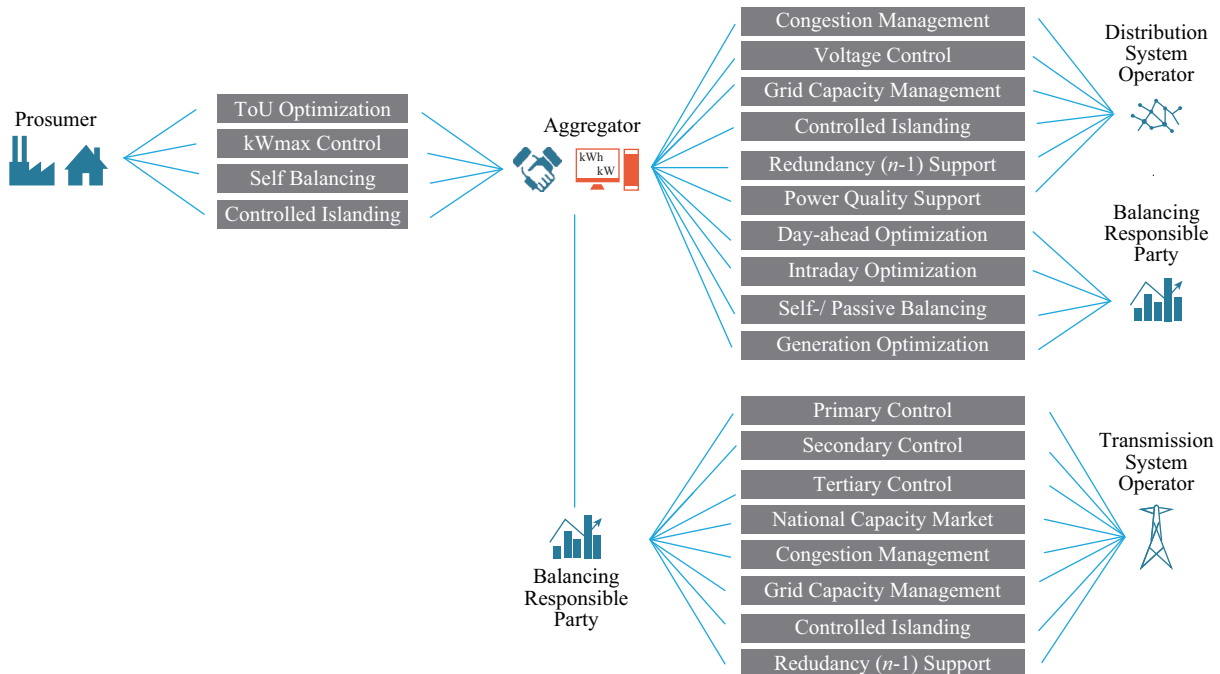 Prosumer
ToU Optimization
kWmax Control
Self Balancing
Controlled Islanding
Aggregator
kWh
kW
Congestion Management
Voltage Control
Grid Capacity Management
Controlled Islanding
Redundancy (n-1) Support
Power Quality Support
Day-ahead Optimization
Intraday Optimization
Self-/ Passive Balancing
Generation Optimization
Distribution
System
Operator
Balancing
Responsible
Party
Balancing
Responsible
Party
Primary Control
Secondary Control
Tertiary Control
National Capacity Market
Congestion Management
Grid Capacity Management
Controlled Islanding
Redudancy (n-1) Support
Transmission
System
Operator